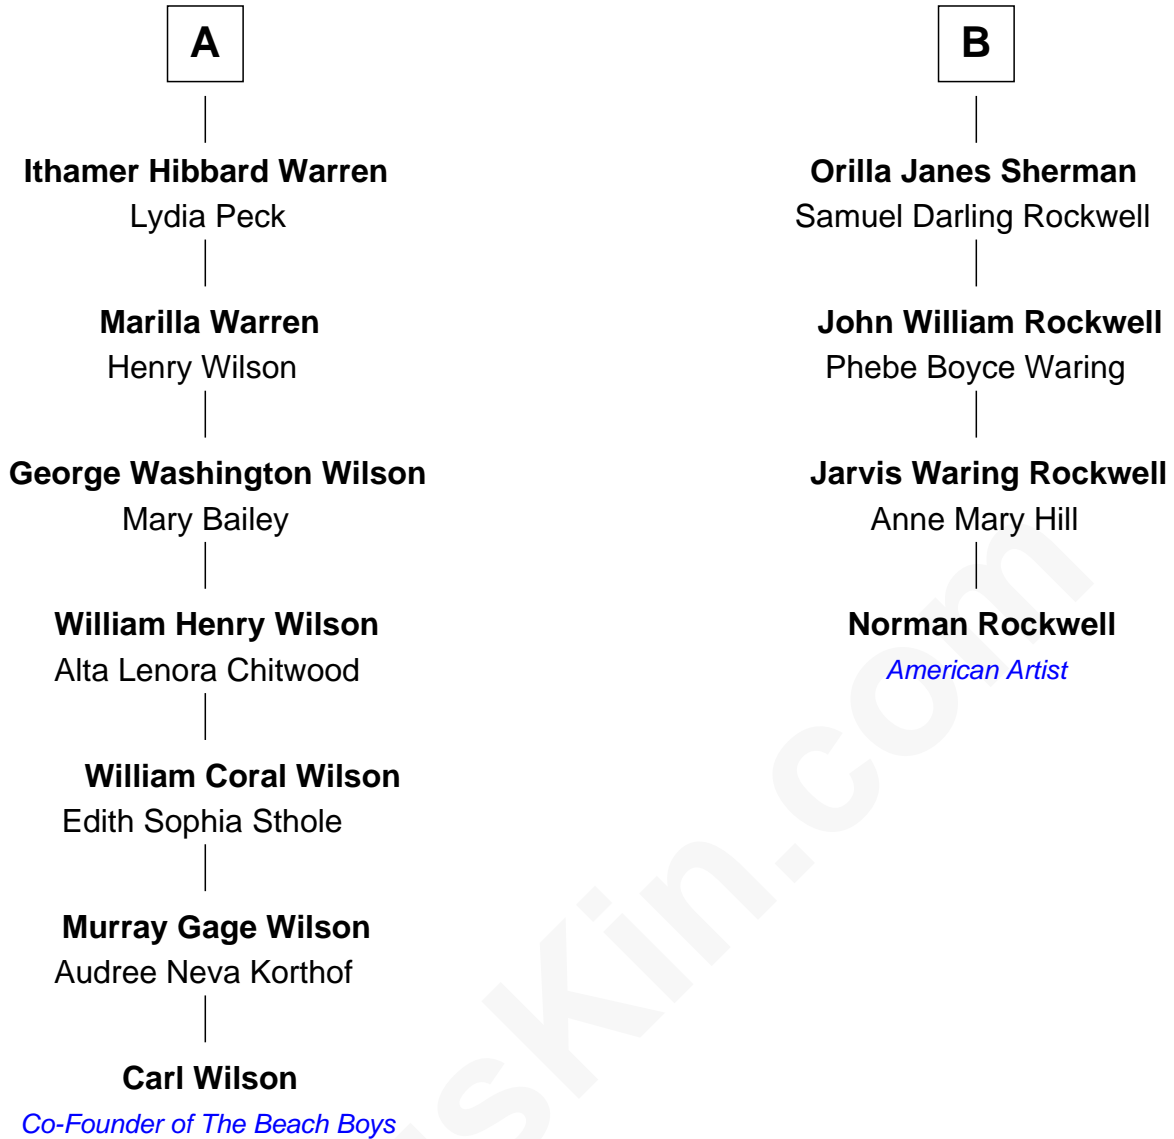 A
Ithamer Hibbard Warren
Lydia Peck
Marilla Warren
Henry Wilson
George Washington Wilson
Mary Bailey
William Henry Wilson
Alta Lenora Chitwood
William Coral Wilson
Edith Sophia Sthole
Murray Gage Wilson
Audree Neva Korthof
Carl Wilson
Co-Founder of The Beach Boys
B
Orilla Janes Sherman
Samuel Darling Rockwell
John William Rockwell
Phebe Boyce Waring
Jarvis Waring Rockwell
Anne Mary Hill
Norman Rockwell
American Artist
sKin.com